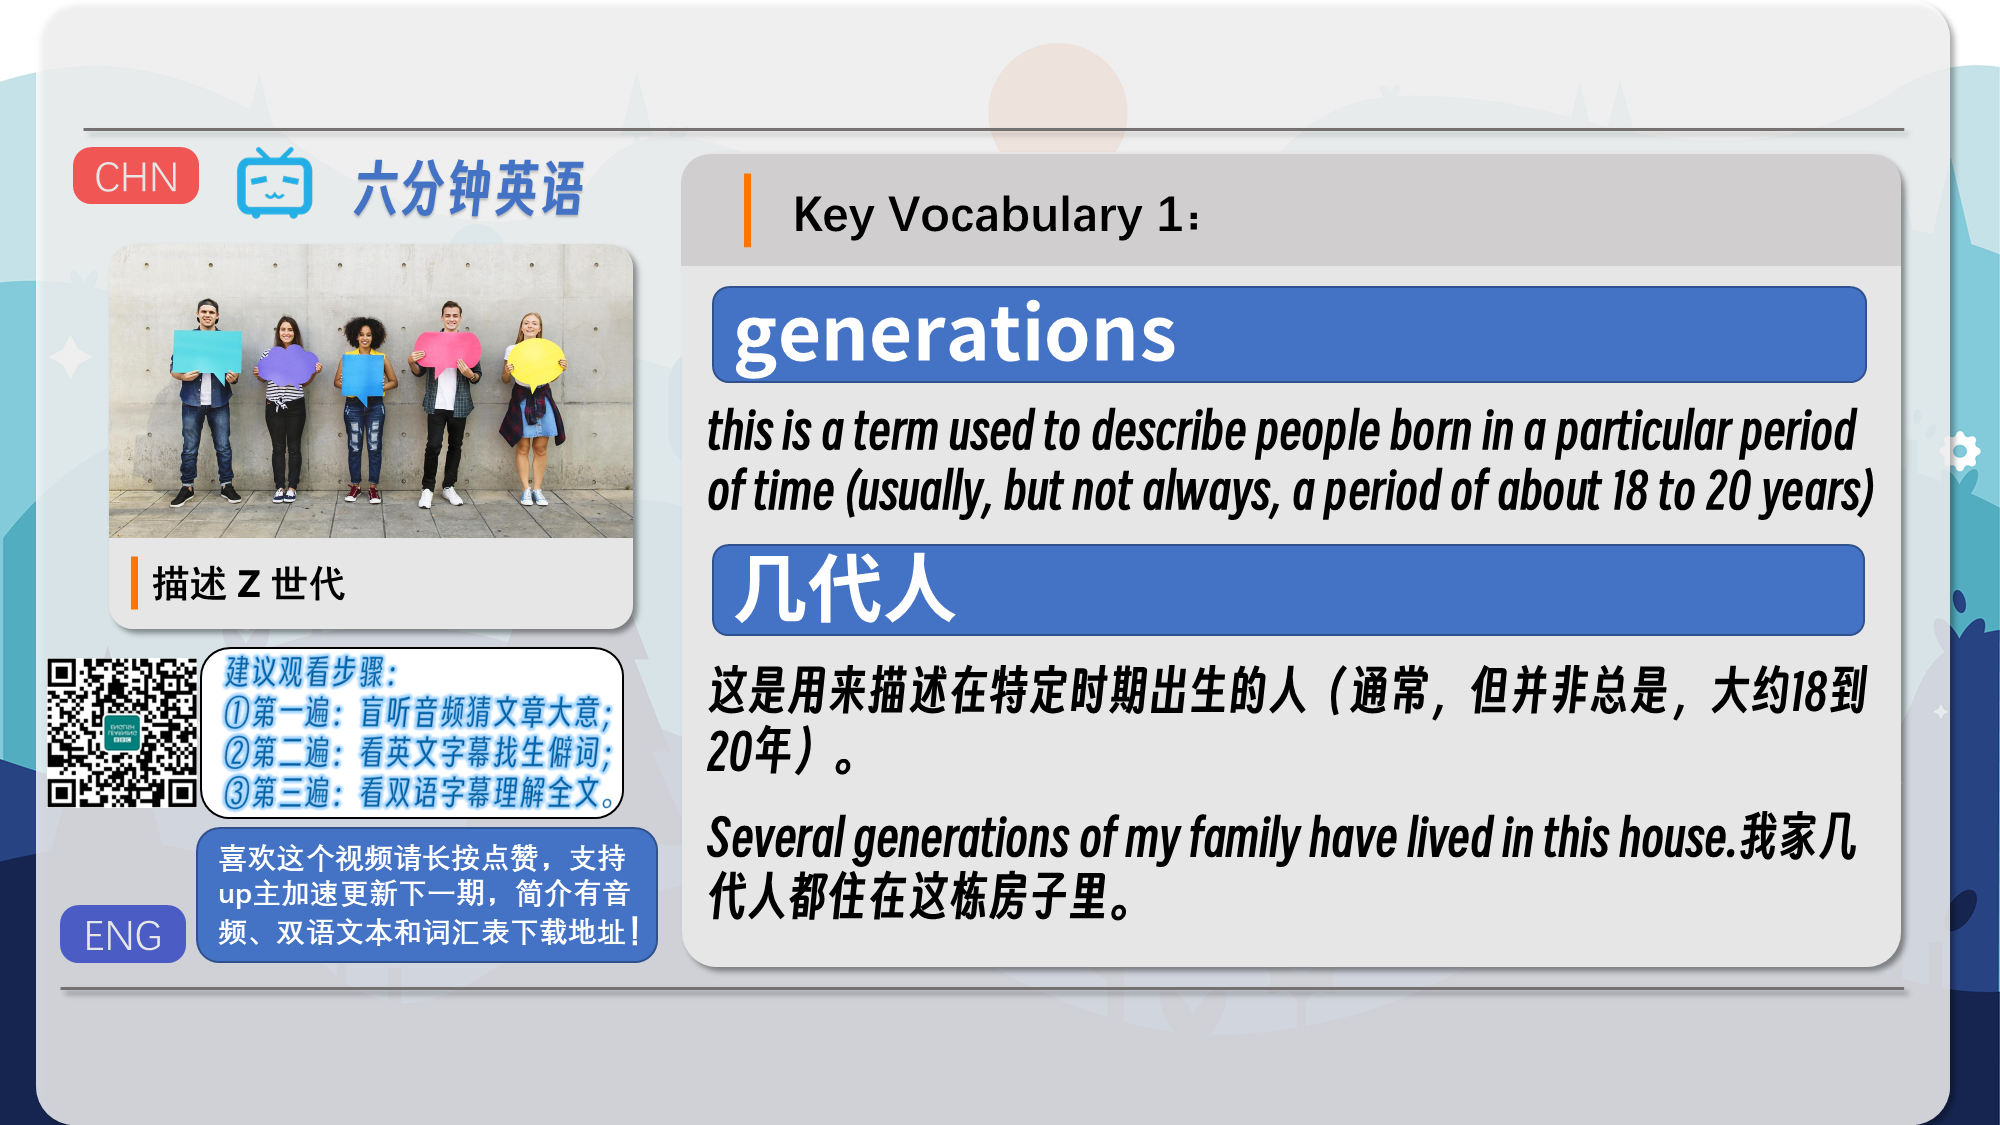 CHN
六分钟英语
描述 Z 世代
建议观看步骤：
①第一遍：盲听音频猜文章大意；
②第二遍：看英文字幕找生僻词；
③第三遍：看双语字幕理解全文。
喜欢这个视频请长按点赞，支持
up主加速更新下一期，简介有音
频、双语文本和词汇表下载地址！
ENG
Key Vocabulary 1：
generations
this is a term used to describe people born in a particular period
of time (usually, but not always, a period of about 18 to 20 years)
几代人
这是用来描述在特定时期出生的人（通常，但并非总是，大约18到
20年）。
Several generations of my family have lived in this house.我家几
代人都住在这栋房子里。